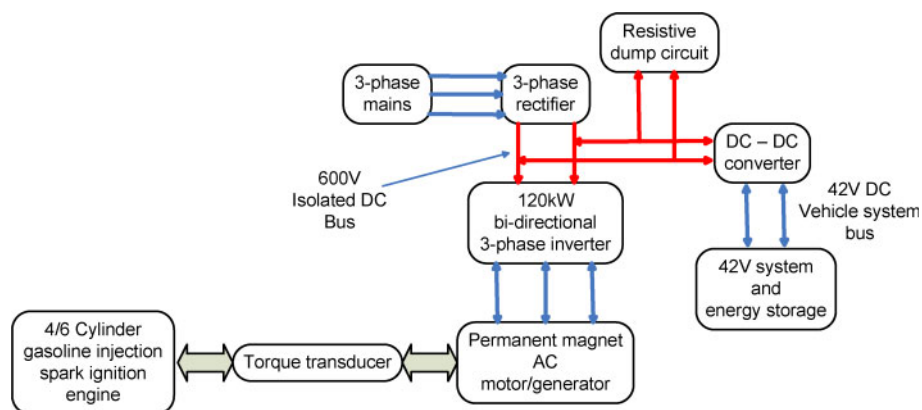 Resistive
dump circuit
3-phase
mains
3-phase
rectifier
DC – DC
converter
600V
Isolated DC
Bus
120kW
bi-directional
3-phase inverter
42V DC
Vehicle system
bus
42V system
and
energy storage
4/6 Cylinder
gasoline injection
spark ignition
engine
Torque transducer
Permanent magnet
AC
motor/generator